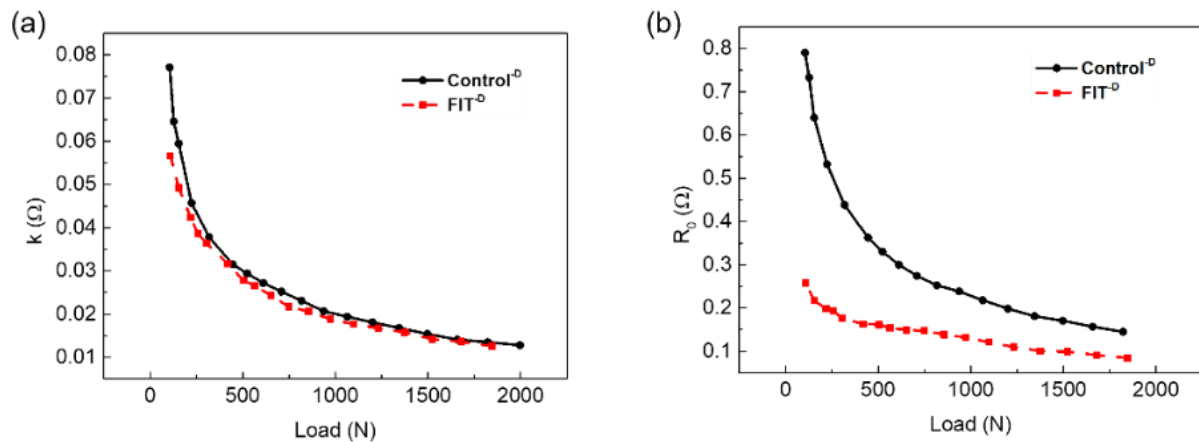 (a)
0.08
0.07
0.06
0.05
0.04
0.03
0.02
0.01
k (Ω)
Control-D
FIT-D
0 500 1000 1500 2000
Load (N)
(b)
0.8
0.7
0.6
0.5
0.4
0.3
0.2
0.1
R0 (Ω)
Control-D
FIT-D
0 500 1000 1500 2000
Load (N)